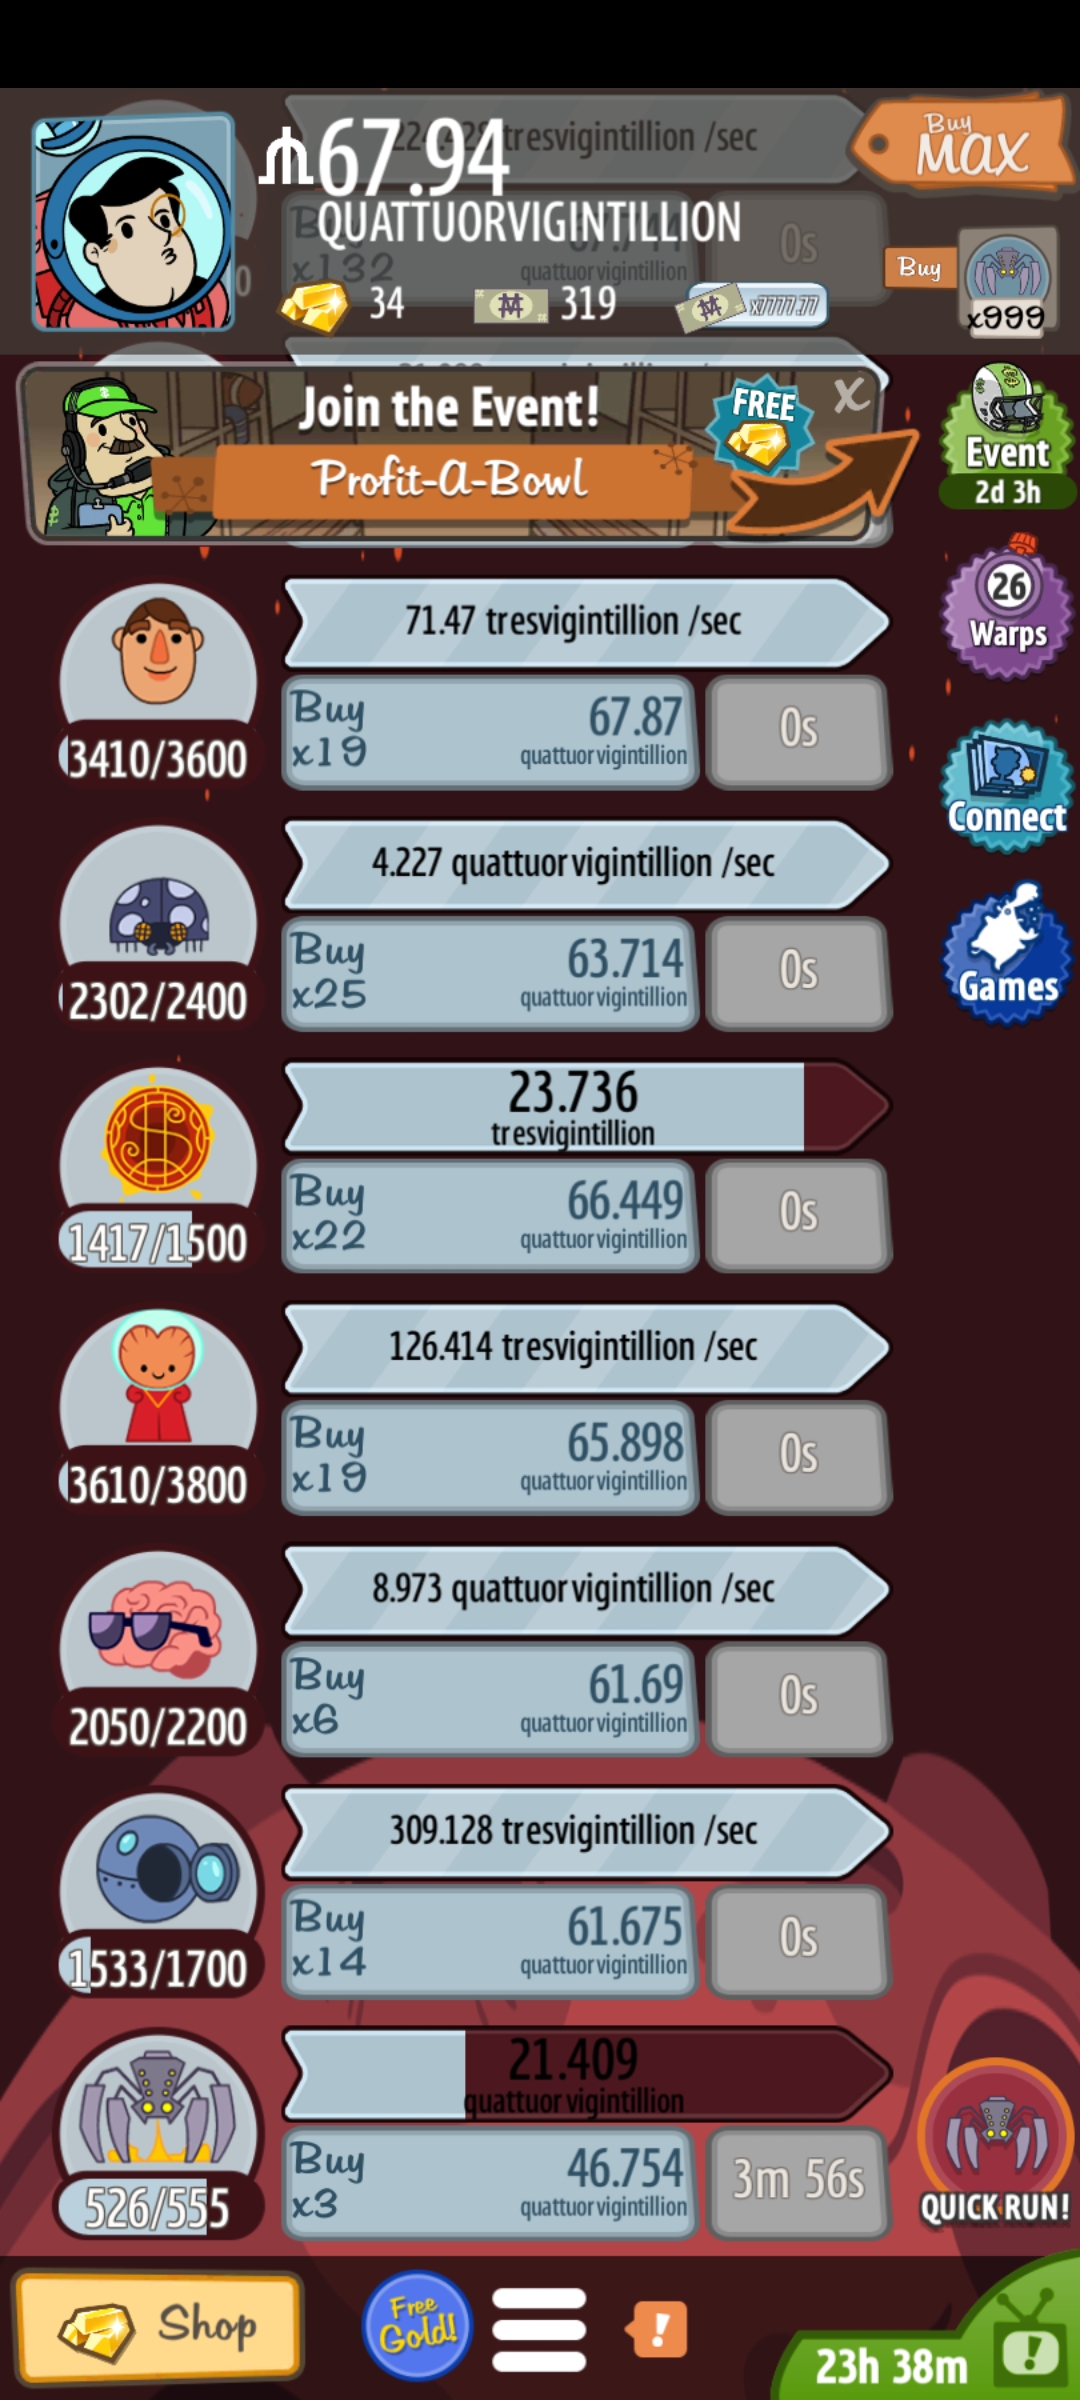 tresvigintillion /sec
67.94
QUATTUORVIGINTILLION
Buy
x132
quattuorvigintillion
0s
34
319
x7777.77
Buy
MAX
Buy
x999
Join the Event!
Profit-A-Bowl
FREE
X
Event
2d 3h
26
Warps
Connect
Games
71.47 tresvigintillion /sec
Buy
x19
67.87
quattuorvigintillion
0s
3410/3600
4.227 quattuorvigintillion /sec
Buy
x25
63.714
quattuorvigintillion
0s
2302/2400
23.736
tresvigintillion
Buy
x22
66.449
quattuorvigintillion
0s
1417/1500
126.414 tresvigintillion /sec
Buy
x19
65.898
quattuorvigintillion
0s
3610/3800
8.973 quattuorvigintillion /sec
Buy
x6
61.69
quattuorvigintillion
0s
2050/2200
309.128 tresvigintillion /sec
Buy
x14
61.675
quattuorvigintillion
0s
1533/1700
21.409
quattuorvigintillion
Buy
x3
46.754
quattuorvigintillion
3m 56s
526/555
QUICK RUN!
Shop
Free
Gold!
!
23h 38m
!